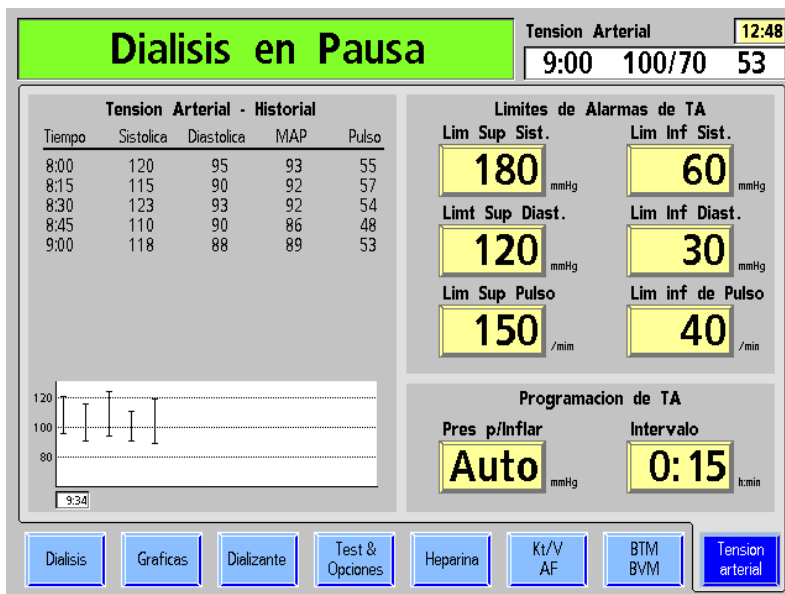 Dialisis en Pausa
Tension Arterial 12:48
9:00 100/70 53
Tension Arterial - Historial
Tiempo Sistolica Diastolica MAP Pulso
8:00 120 95 93 55
8:15 115 90 92 57
8:30 123 93 92 54
8:45 110 90 86 48
9:00 118 88 89 53
120
100
80
9:34
Limites de Alarmas de TA
Lim Sup Sist. Lim Inf Sist.
180 mmHg 60 mmHg
Limt Sup Diast. Lim Inf Diast.
120 mmHg 30 mmHg
Lim Sup Pulso Lim inf de Pulso
150 /min 40 /min
Programacion de TA
Pres p/Inflar Intervalo
Auto mmHg 0:15 h:min
Dialisis
Graficas
Dializante
Test &
Opciones
Heparina
Kt/V
AF
BTM
BVM
Tension
arterial